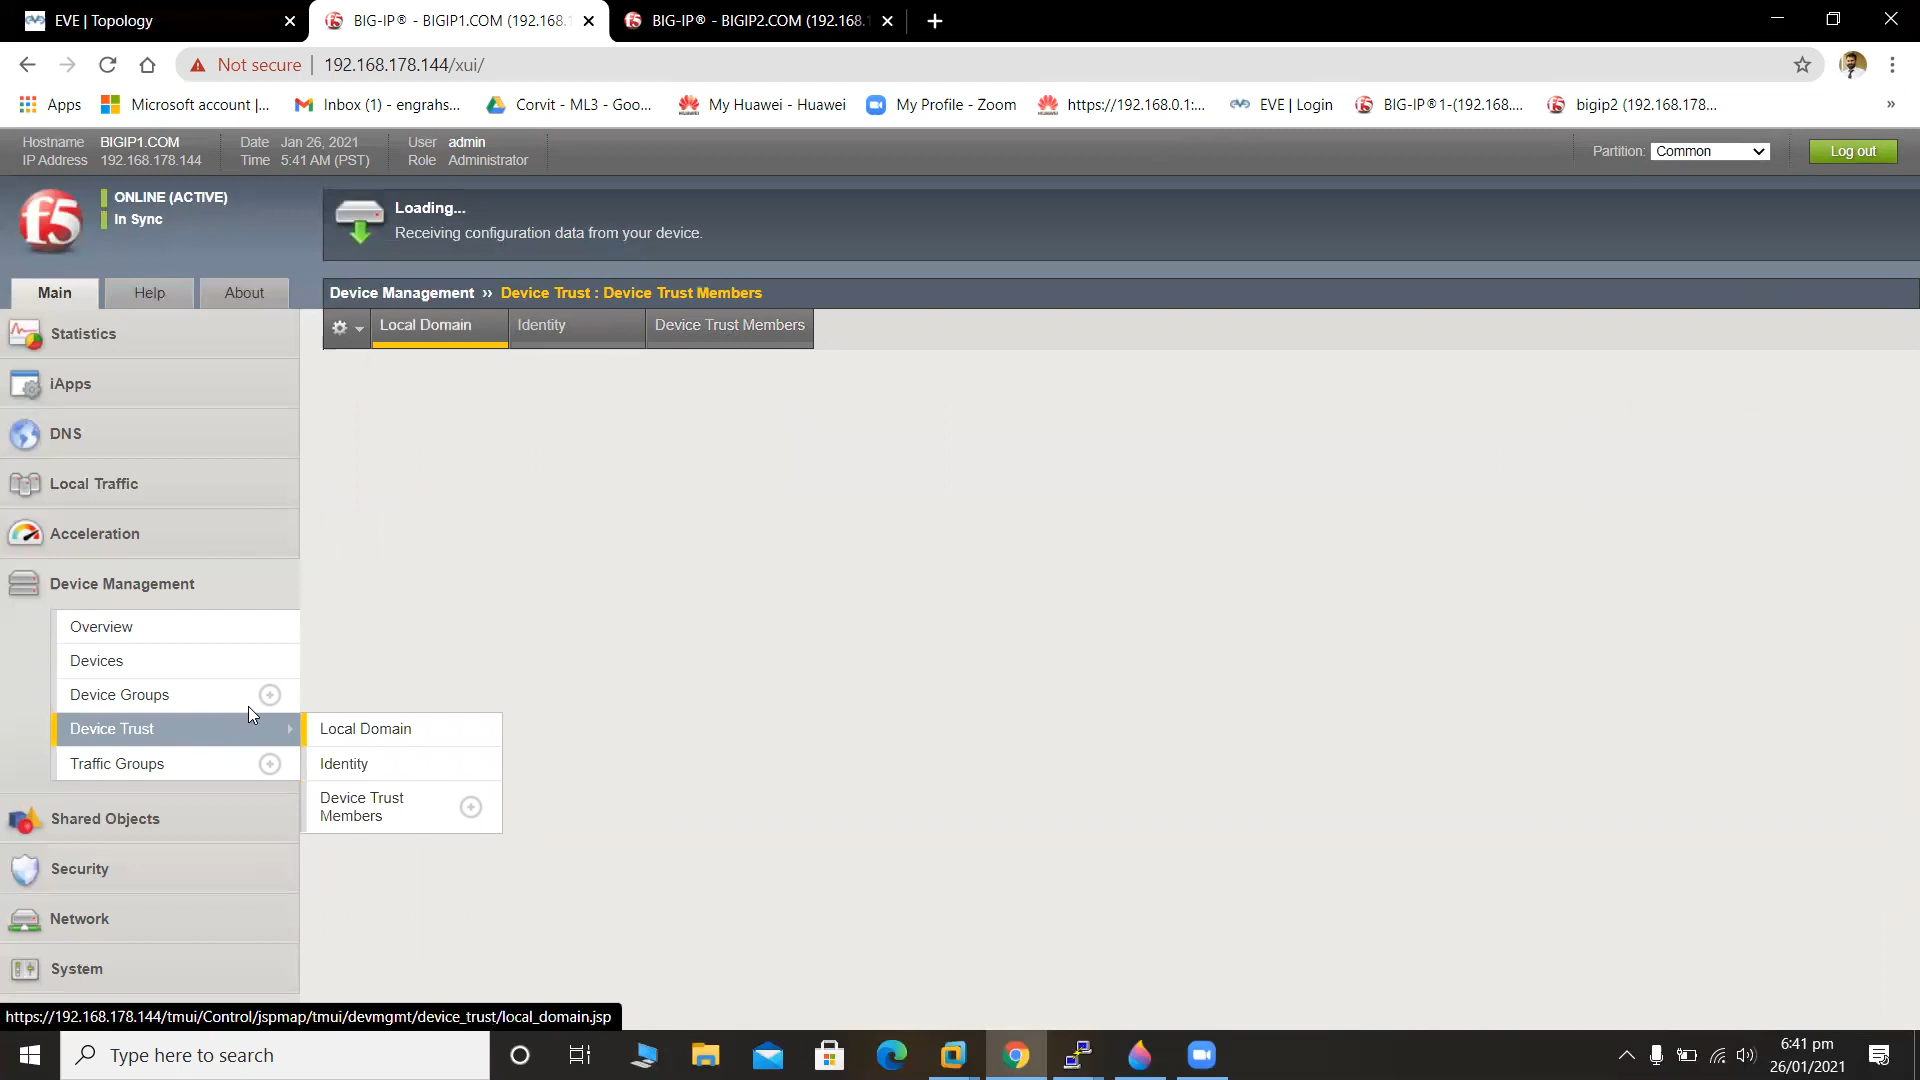 EVE | Topology
BIG-IP® - BIGIP1.COM (192.168.
BIG-IP® - BIGIP2.COM (192.168.1
Not secure
192.168.178.144/xui/
Apps
Microsoft account |...
Inbox (1) - engrahs...
Corvit - ML3 - Goo...
My Huawei - Huawei
My Profile - Zoom
https://192.168.0.1:...
EVE | Login
BIG-IP®1-(192.168....
bigip2 (192.168.178...
»
Hostname BIGIP1.COM
IP Address 192.168.178.144
Date Jan 26, 2021
Time 5:41 AM (PST)
User admin
Role Administrator
Partition: Common
Log out
f5
ONLINE (ACTIVE)
In Sync
Loading...
Receiving configuration data from your device.
Main
Help
About
Device Management ›› Device Trust : Device Trust Members
Local Domain
Identity
Device Trust Members
Statistics
iApps
DNS
Local Traffic
Acceleration
Device Management
Overview
Devices
Device Groups
Device Trust
Traffic Groups
Local Domain
Identity
Device Trust
Members
Shared Objects
Security
Network
System
https://192.168.178.144/tmui/Control/jspmap/tmui/devmgmt/device_trust/local_domain.jsp
Type here to search
6:41 pm
26/01/2021